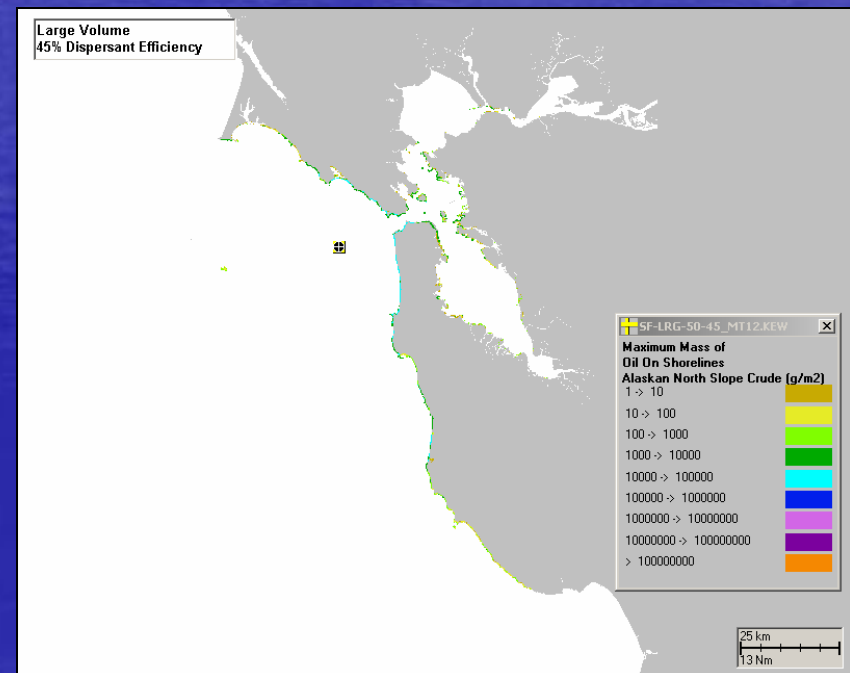 Large Volume
45% Dispersant Efficiency
SF-LRG-50-45_MT12.KEW
Maximum Mass of
Oil On Shorelines
Alaskan North Slope Crude (g/m2)
1 -> 10
10 -> 100
100 -> 1000
1000 -> 10000
10000 -> 100000
100000 -> 1000000
1000000 -> 10000000
10000000 -> 100000000
> 100000000
25 km
13 Nm